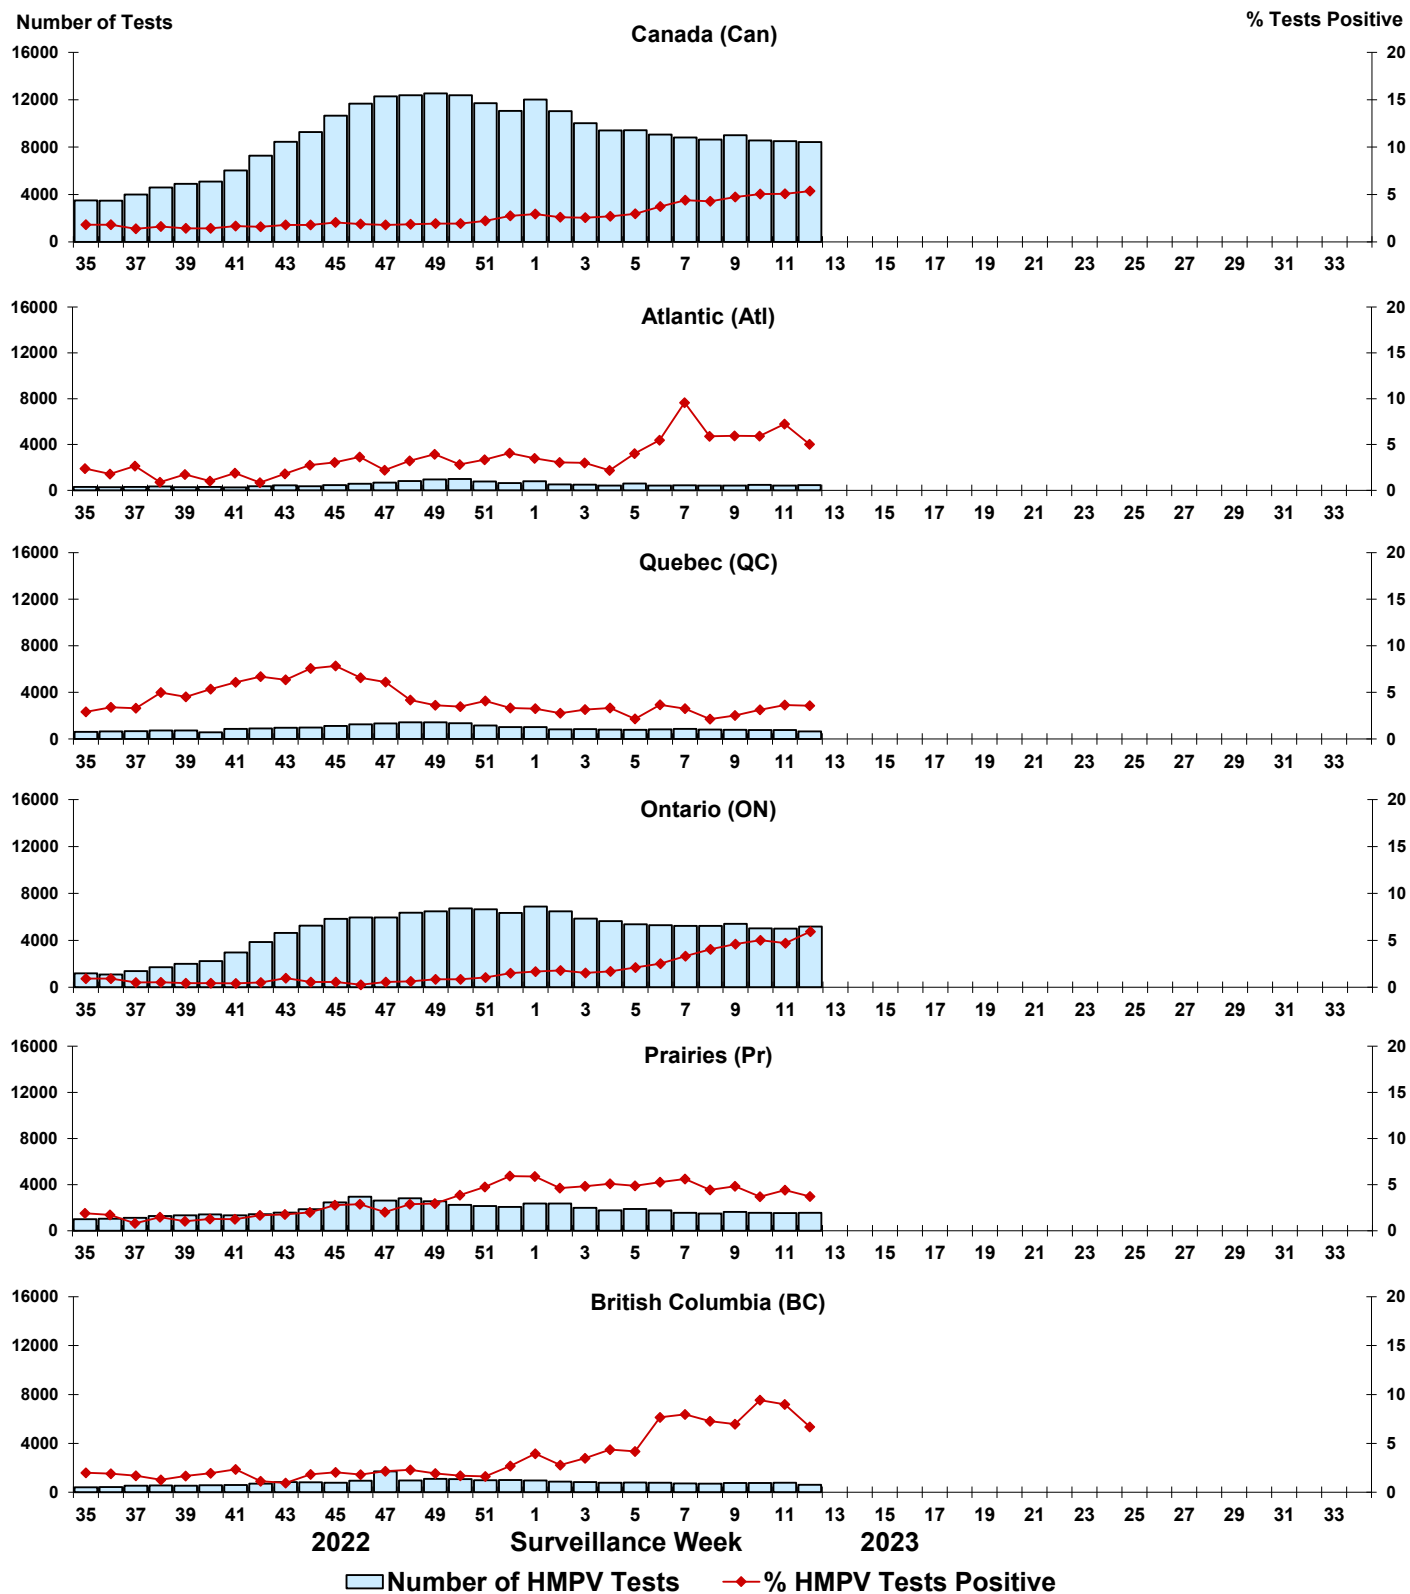 Number of Tests
% Tests Positive
Canada (Can)
16000 20
12000 15
8000 10
4000 5
0 0
35 37 39 41 43 45 47 49 51 1 3 5 7 9 11 13 15 17 19 21 23 25 27 29 31 33
Atlantic (Atl)
16000 20
12000 15
8000 10
4000 5
0 0
35 37 39 41 43 45 47 49 51 1 3 5 7 9 11 13 15 17 19 21 23 25 27 29 31 33
Quebec (QC)
16000 20
12000 15
8000 10
4000 5
0 0
35 37 39 41 43 45 47 49 51 1 3 5 7 9 11 13 15 17 19 21 23 25 27 29 31 33
Ontario (ON)
16000 20
12000 15
8000 10
4000 5
0 0
35 37 39 41 43 45 47 49 51 1 3 5 7 9 11 13 15 17 19 21 23 25 27 29 31 33
Prairies (Pr)
16000 20
12000 15
8000 10
4000 5
0 0
35 37 39 41 43 45 47 49 51 1 3 5 7 9 11 13 15 17 19 21 23 25 27 29 31 33
British Columbia (BC)
16000 20
12000 15
8000 10
4000 5
0 0
35 37 39 41 43 45 47 49 51 1 3 5 7 9 11 13 15 17 19 21 23 25 27 29 31 33
2022 Surveillance Week 2023
Number of HMPV Tests % HMPV Tests Positive